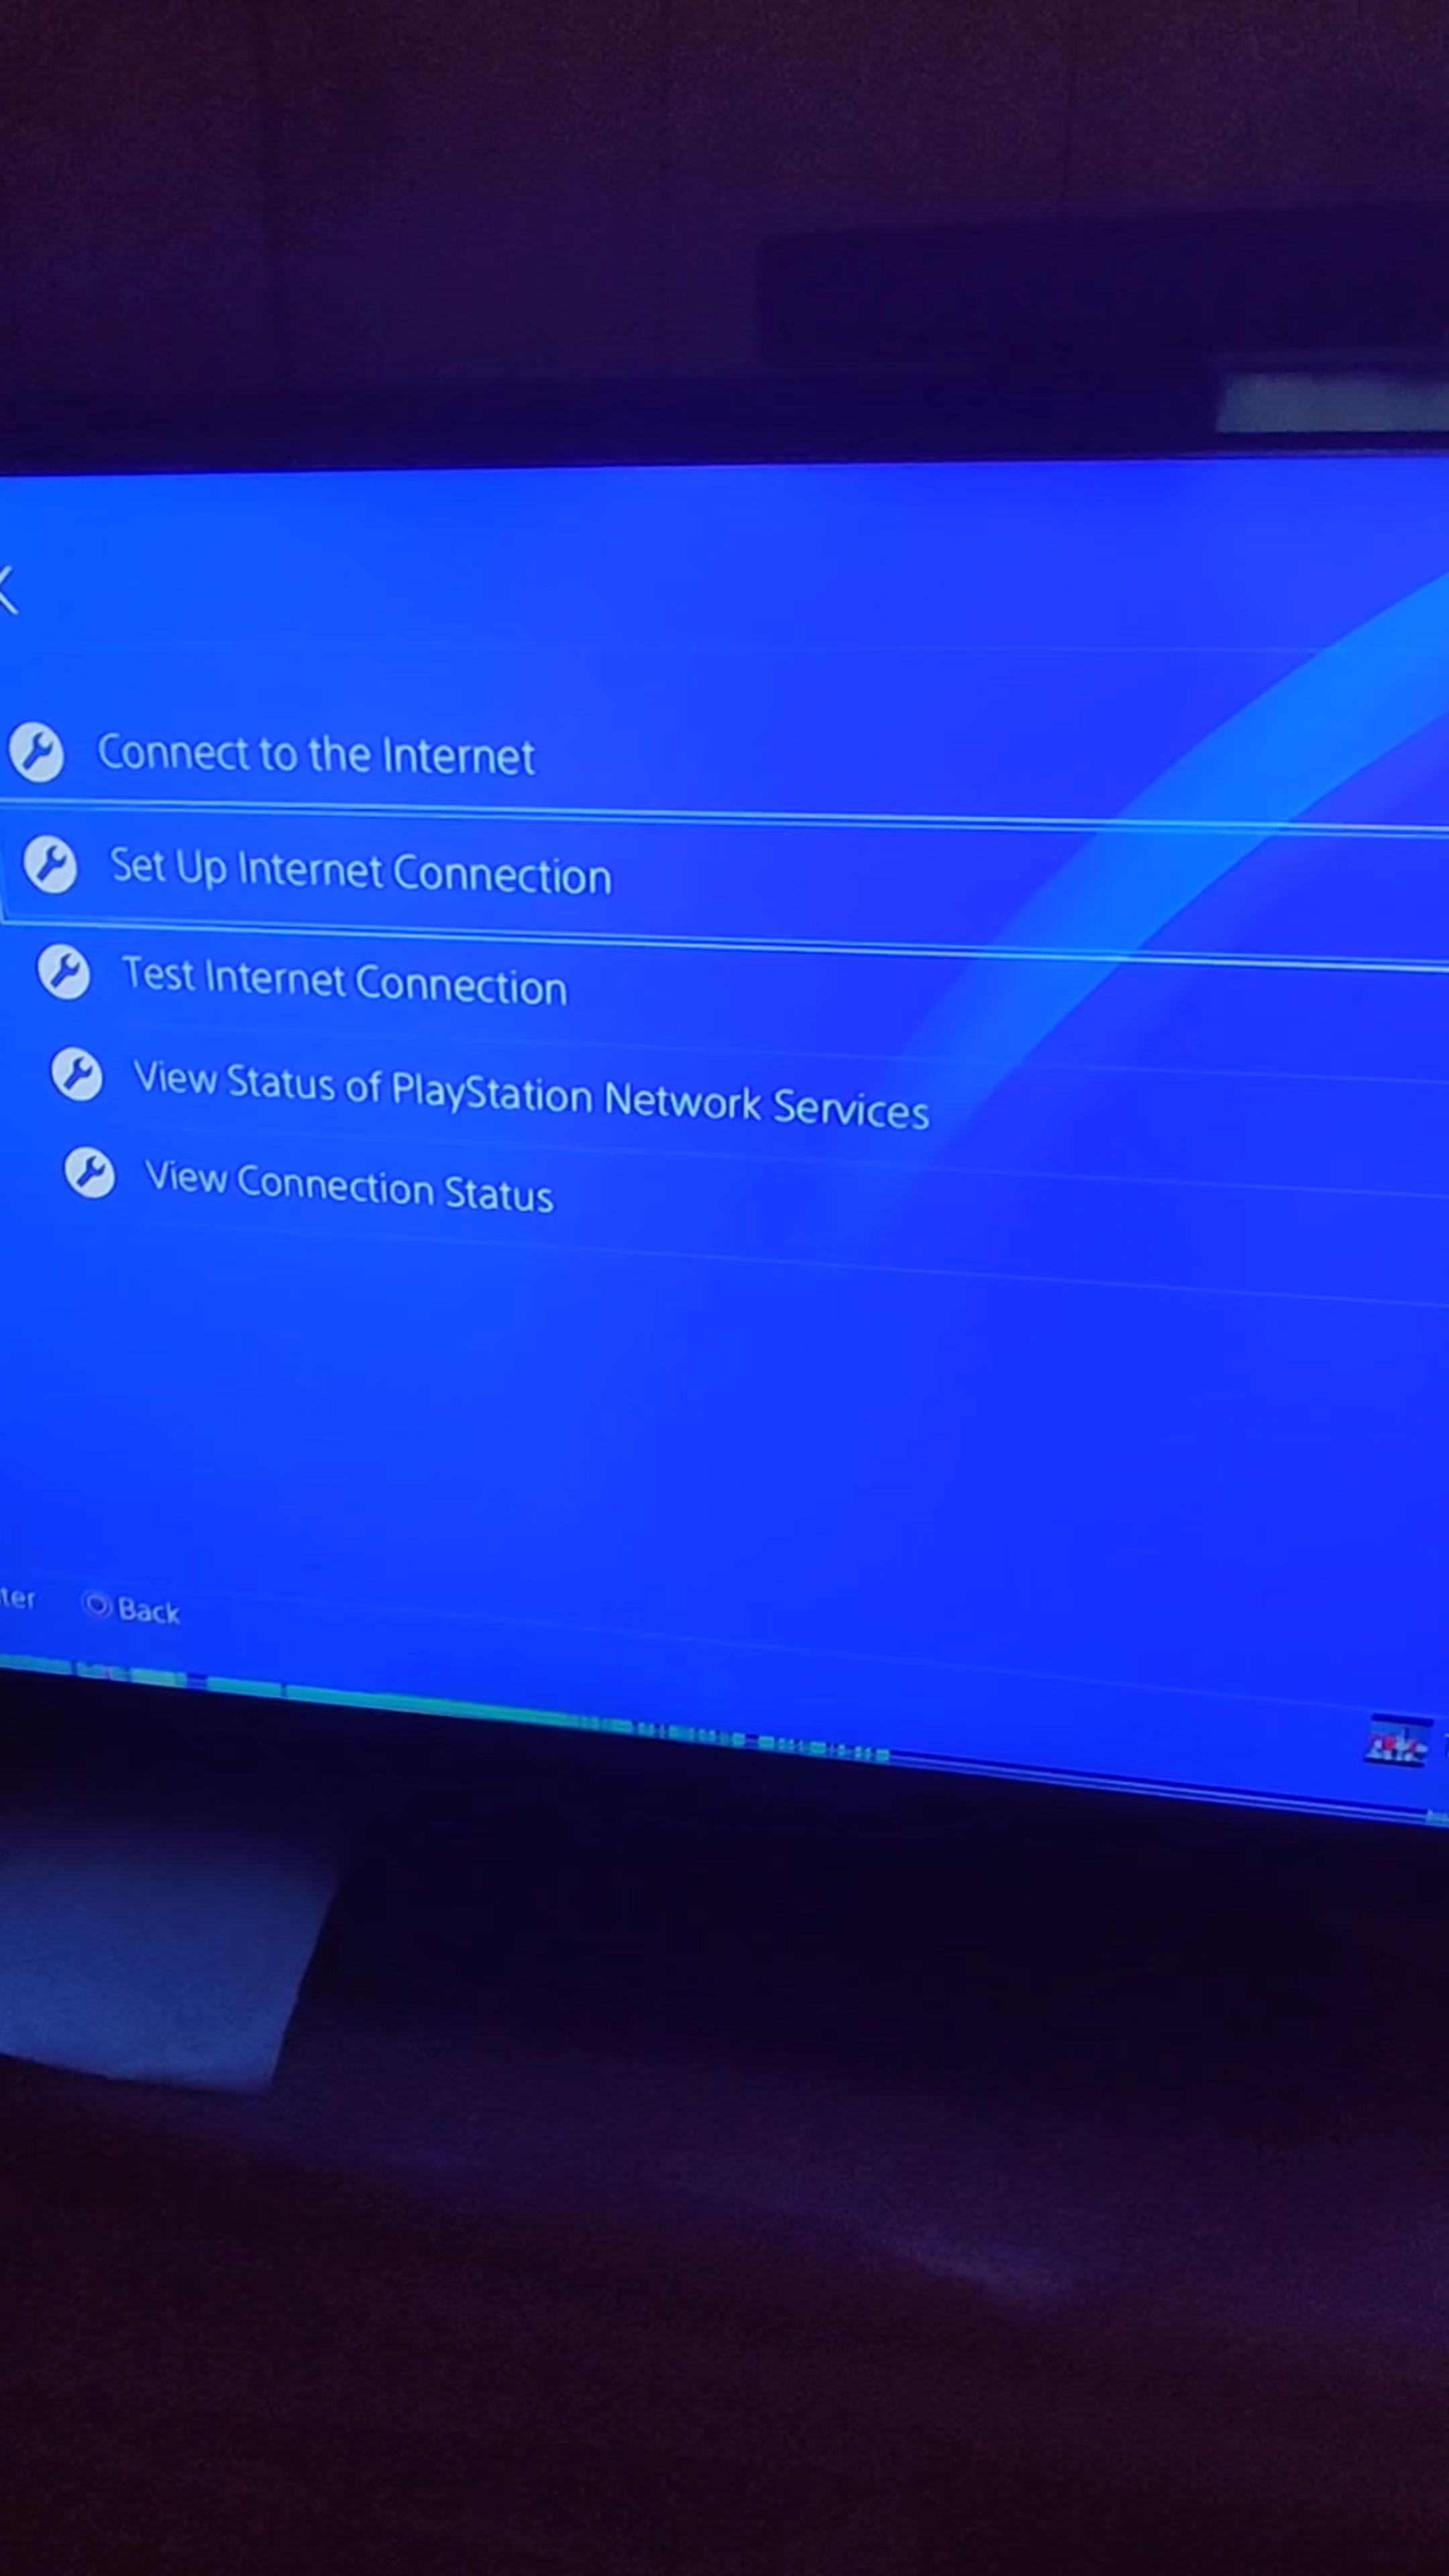 Connect to the Internet
Set Up Internet Connection
Test Internet Connection
View Status of PlayStation Network Services
View Connection Status
ter
Back